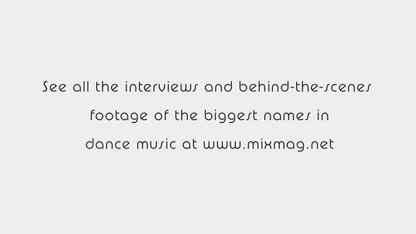 See all the interviews and behind-the-scenes
footage of the biggest names in
dance music at www.mixmag.net